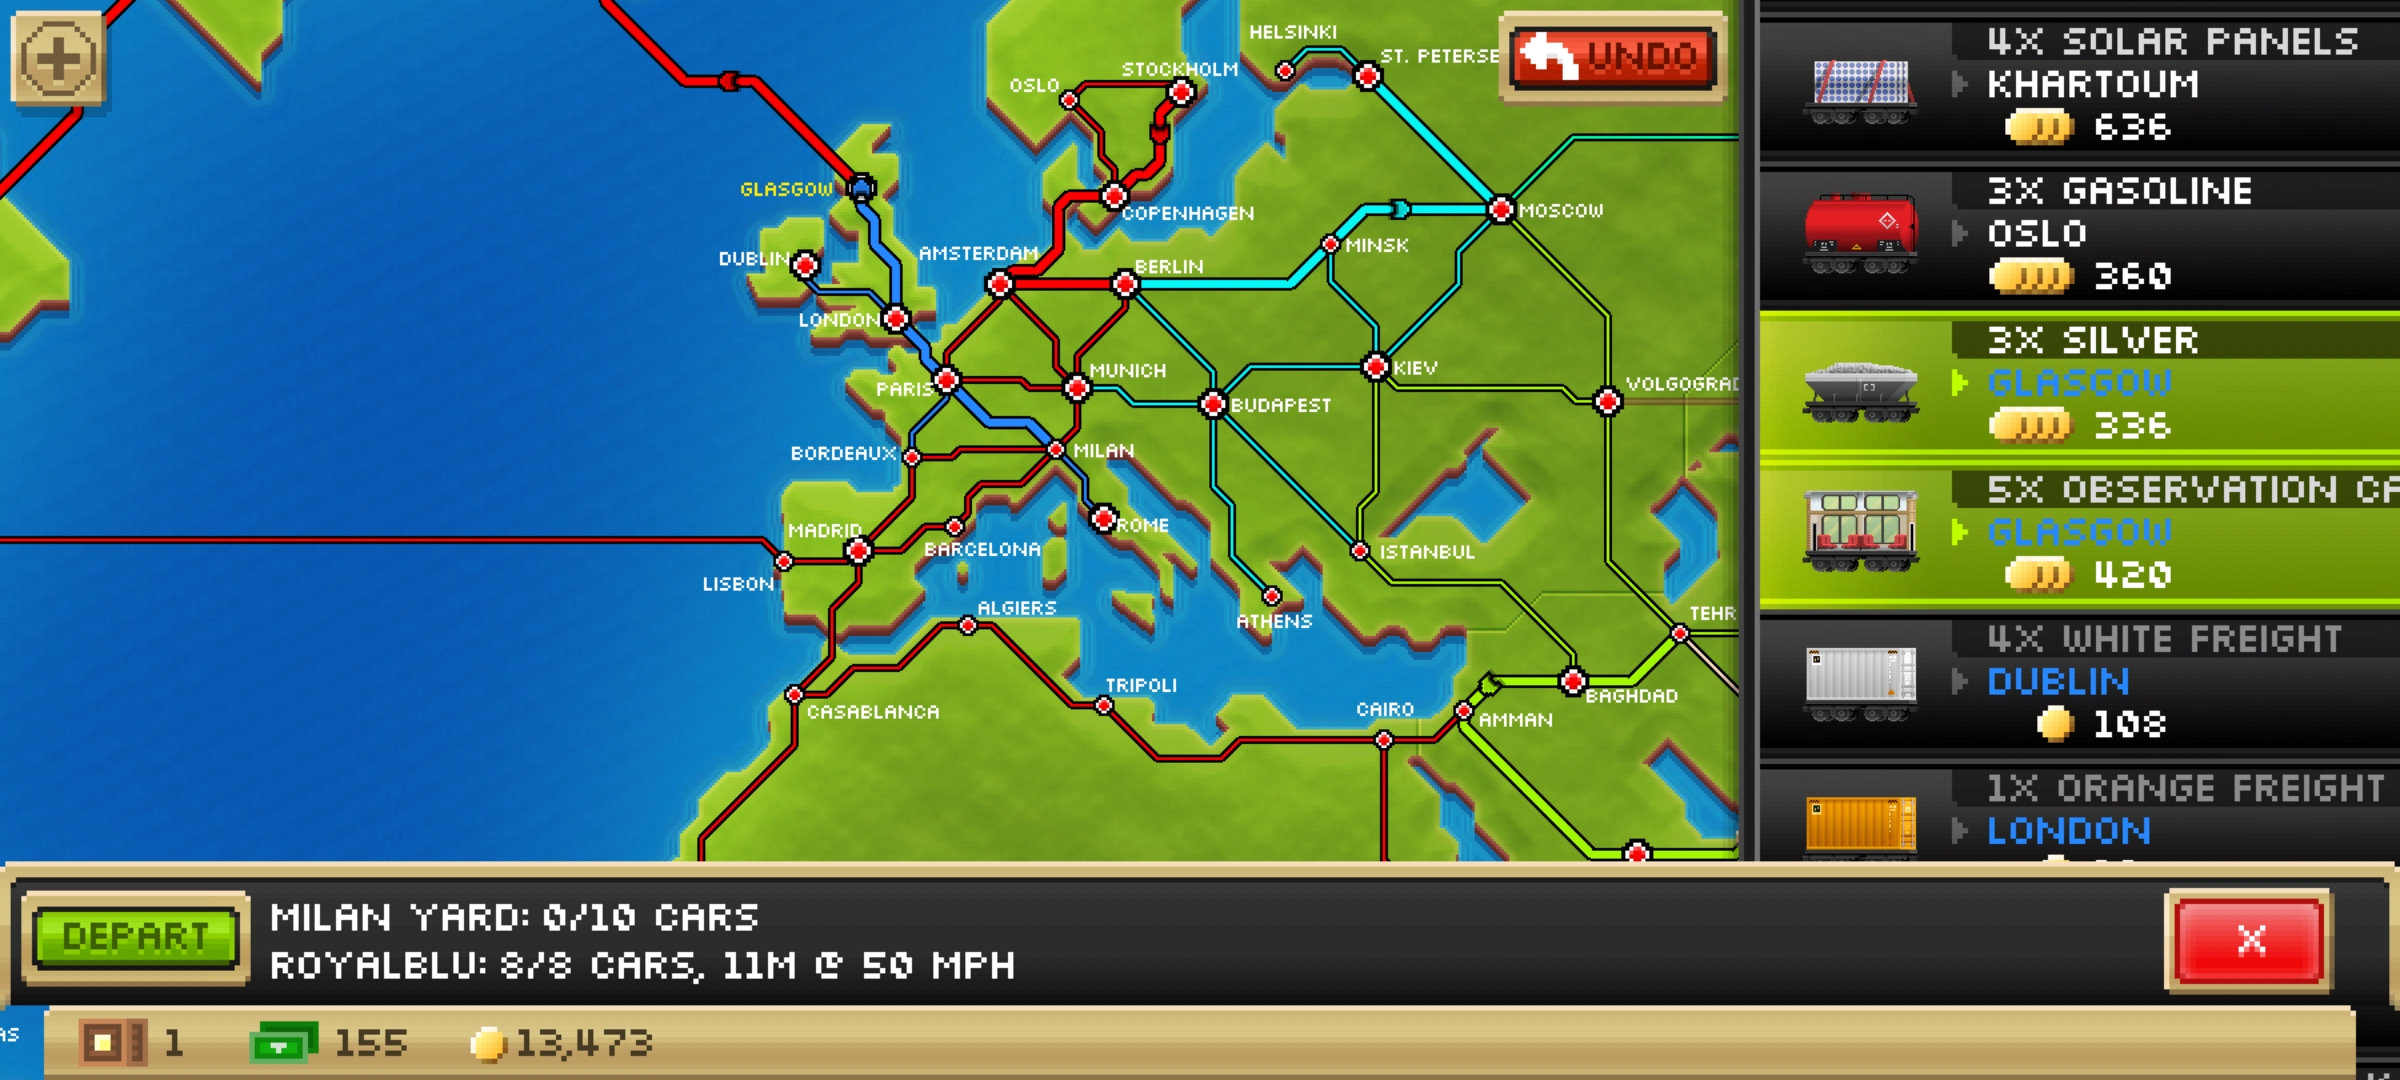 HELSINKI
ST. PETERSE
UNDO
STOCKHOLM
OSLO
GLASGOW
COPENHAGEN
MOSCOW
DUBLIN
AMSTERDAM
BERLIN
MINSK
LONDON
PARIS
MUNICH
KIEV
VOLGOGRAD
BUDAPEST
BORDEAUX
MILAN
MADRID
ROME
BARCELONA
ISTANBUL
LISBON
ALGIERS
ATHENS
TEHR
TRIPOLI
CASABLANCA
CAIRO
AMMAN
BAGHDAD
4X SOLAR PANELS
KHARTOUM
636
3X GASOLINE
OSLO
360
3X SILVER
GLASGOW
336
5X OBSERVATION CA
GLASGOW
420
4X WHITE FREIGHT
DUBLIN
108
1X ORANGE FREIGHT
LONDON
DEPART
MILAN YARD: 0/10 CARS
ROYALBLU: 8/8 CARS, 11M @ 50 MPH
X
AS
1
155
13,473